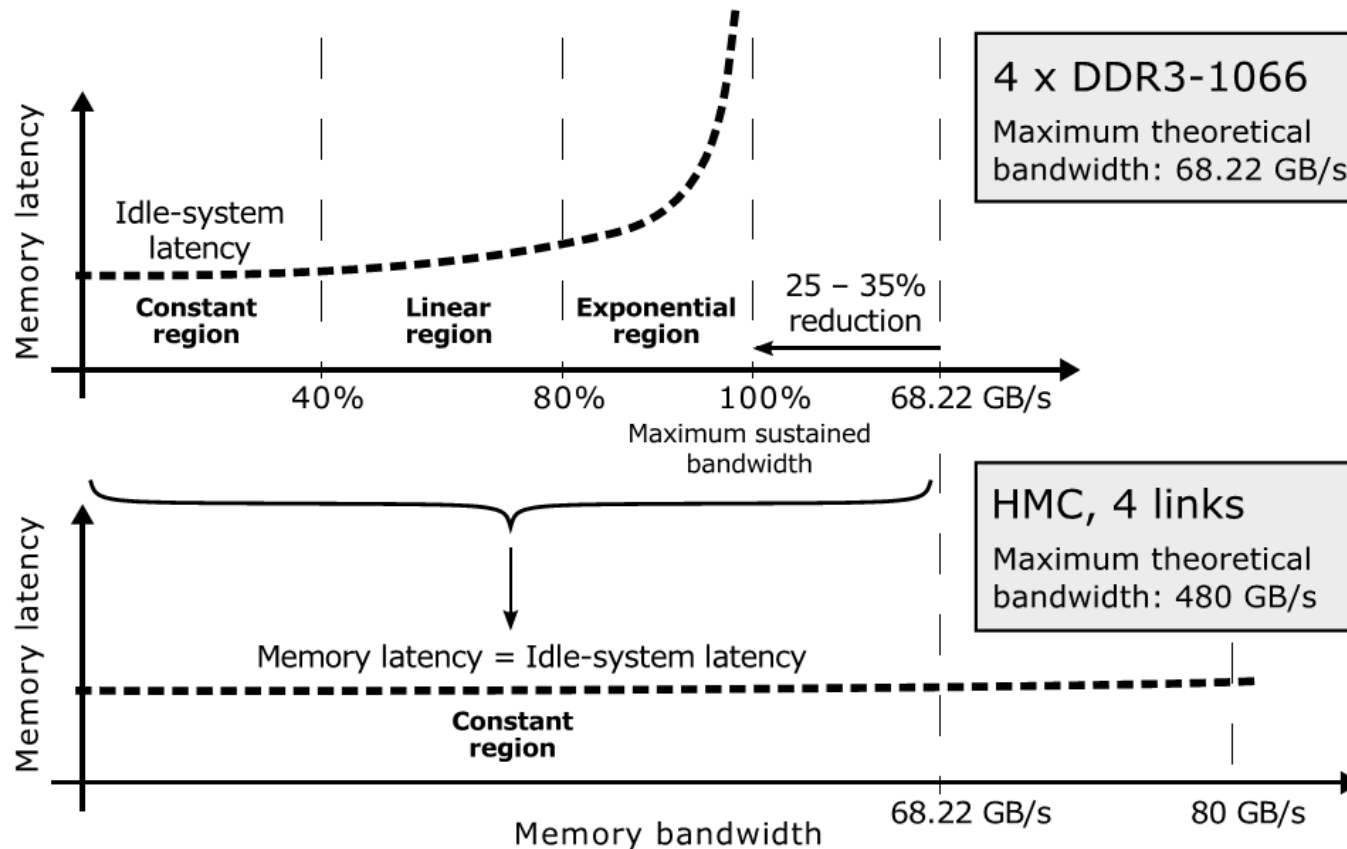 4 x DDR3-1066
Maximum theoretical
bandwidth: 68.22 GB/s
Memory latency
Idle-system
latency
Constant
region
Linear
region
Exponential
region
25 – 35%
reduction
40%
80%
100%
68.22 GB/s
Maximum sustained
bandwidth
HMC, 4 links
Maximum theoretical
bandwidth: 480 GB/s
Memory latency
Memory latency = Idle-system latency
Constant
region
68.22 GB/s
80 GB/s
Memory bandwidth